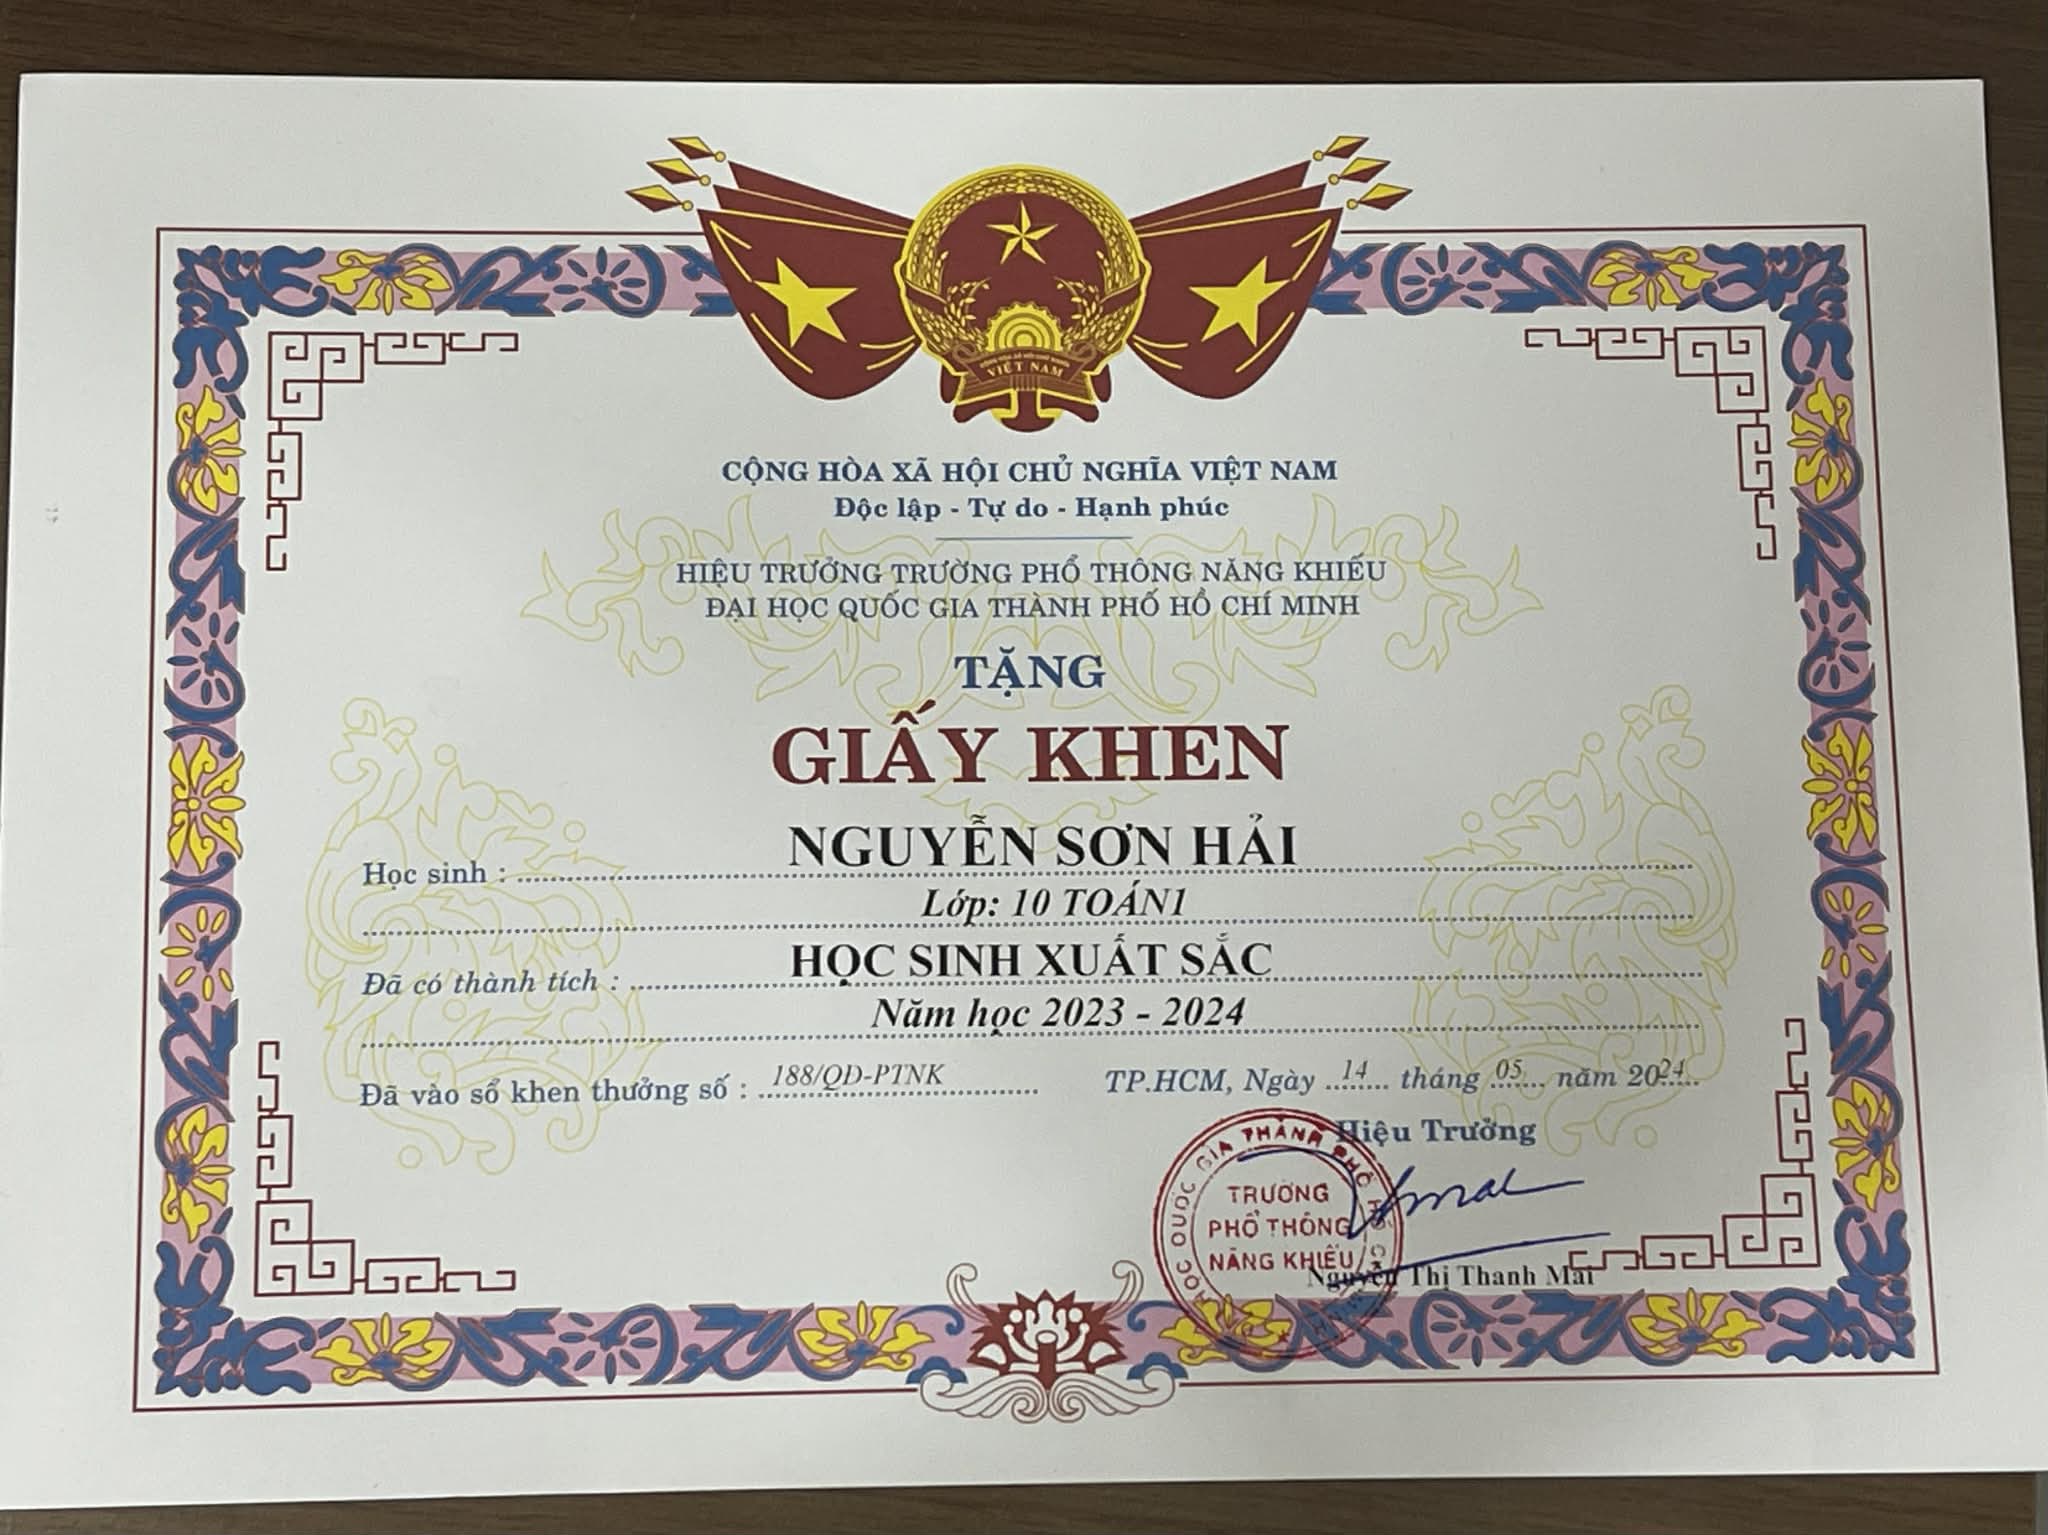 VIỆT NAM
CỘNG HÒA XÃ HỘI CHỦ NGHĨA VIỆT NAM
Độc lập - Tự do - Hạnh phúc
HIỆU TRƯỞNG TRƯỜNG PHỔ THÔNG NĂNG KHIẾU
ĐẠI HỌC QUỐC GIA THÀNH PHỐ HỒ CHÍ MINH
TẶNG
GIẤY KHEN
Học sinh : NGUYỄN SƠN HẢI
Lớp: 10 TOÁN1
Đã có thành tích : HỌC SINH XUẤT SẮC
Năm học 2023 - 2024
Đã vào sổ khen thưởng số : 188/QĐ-PTNK
TP.HCM, Ngày 14 tháng 05 năm 2024
Hiệu Trưởng
HỌC QUỐC GIA THÀNH PHỐ HỒ
TRƯỜNG
PHỔ THÔNG
NĂNG KHIẾU
Nguyễn Thị Thanh Mai